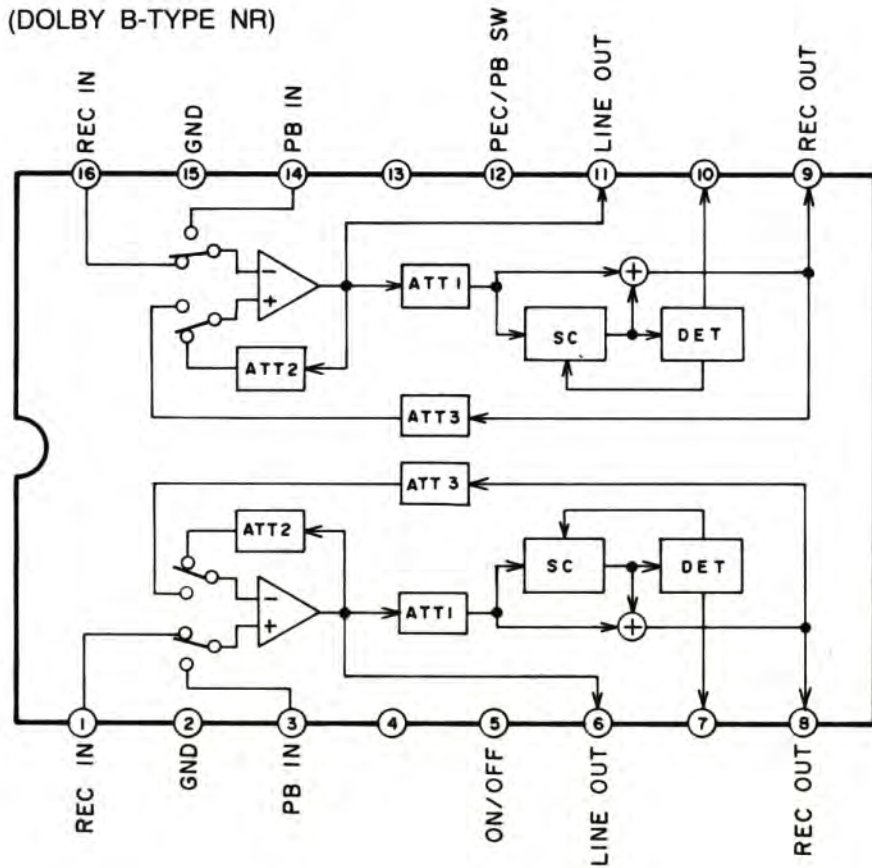 (DOLBY B-TYPE NR)
REC IN
GND
PB IN
PEC/PB SW
LINE OUT
REC OUT
16
15
14
13
12
11
10
9
-
+
ATT1
+
SC
DET
ATT2
ATT3
ATT3
ATT2
SC
DET
-
+
ATT1
+
1
2
3
4
5
6
7
8
REC IN
GND
PB IN
ON/OFF
LINE OUT
REC OUT